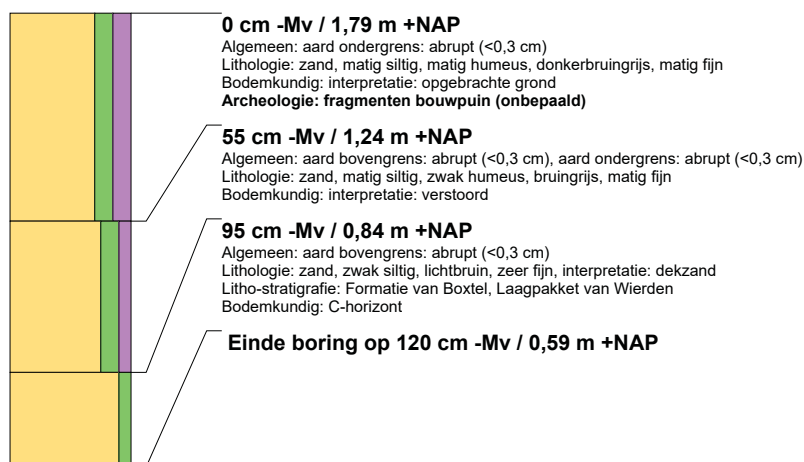 0 cm -Mv / 1,79 m +NAP
Algemeen: aard ondergrens: abrupt (<0,3 cm)
Lithologie: zand, matig siltig, matig humeus, donkerbruingrijs, matig fijn
Bodemkundig: interpretatie: opgebrachte grond
Archeologie: fragmenten bouwpuin (onbepaald)
55 cm -Mv / 1,24 m +NAP
Algemeen: aard bovengrens: abrupt (<0,3 cm), aard ondergrens: abrupt (<0,3 cm)
Lithologie: zand, matig siltig, zwak humeus, bruingrijs, matig fijn
Bodemkundig: interpretatie: verstoord
95 cm -Mv / 0,84 m +NAP
Algemeen: aard bovengrens: abrupt (<0,3 cm)
Lithologie: zand, zwak siltig, lichtbruin, zeer fijn, interpretatie: dekzand
Litho-stratigrafie: Formatie van Boxtel, Laagpakket van Wierden
Bodemkundig: C-horizont
Einde boring op 120 cm -Mv / 0,59 m +NAP